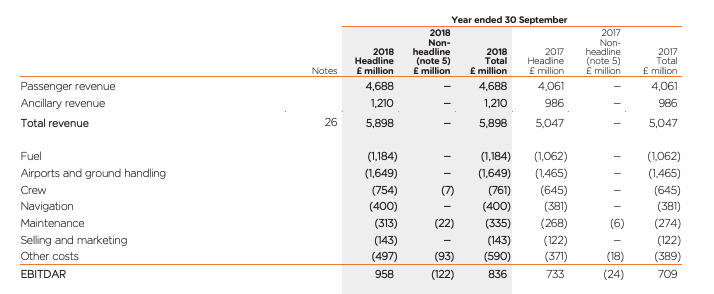 Year ended 30 September
Notes 2018 Headline £ million 2018 Non-headline (note 5) £ million 2018 Total £ million 2017 Headline £ million 2017 Non-headline (note 5) £ million 2017 Total £ million
Passenger revenue 4,688 – 4,688 4,061 – 4,061
Ancillary revenue 1,210 – 1,210 986 – 986
Total revenue 26 5,898 – 5,898 5,047 – 5,047
Fuel (1,184) – (1,184) (1,062) – (1,062)
Airports and ground handling (1,649) – (1,649) (1,465) – (1,465)
Crew (754) (7) (761) (645) – (645)
Navigation (400) – (400) (381) – (381)
Maintenance (313) (22) (335) (268) (6) (274)
Selling and marketing (143) – (143) (122) – (122)
Other costs (497) (93) (590) (371) (18) (389)
EBITDAR 958 (122) 836 733 (24) 709